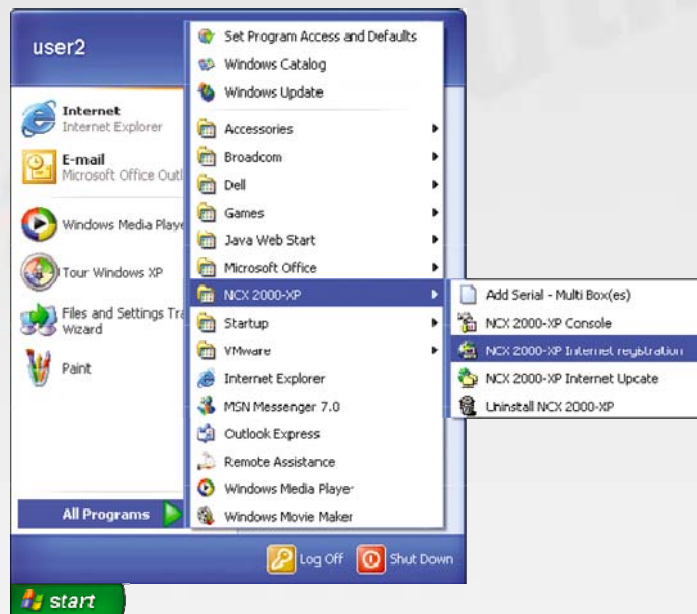 user2
Internet
Internet Explorer
E-mail
Microsoft Office Outl
Windows Media Playe
Tour Windows XP
Files and Settings Tra
Wizard
Paint
All Programs
Set Program Access and Defaults
Windows Catalog
Windows Update
Accessories
Broadcom
Dell
Games
Java Web Start
Microsoft Office
NCX 2000-XP
Startup
VMware
Internet Explorer
MSN Messenger 7.0
Outlook Express
Remote Assistance
Windows Media Player
Windows Movie Maker
Add Serial - Multi Box(es)
NCX 2000-XP Console
NCX 2000-XP Internet registration
NCX 2000-XP Internet Update
Uninstall NCX 2000-XP
Log Off
Shut Down
start